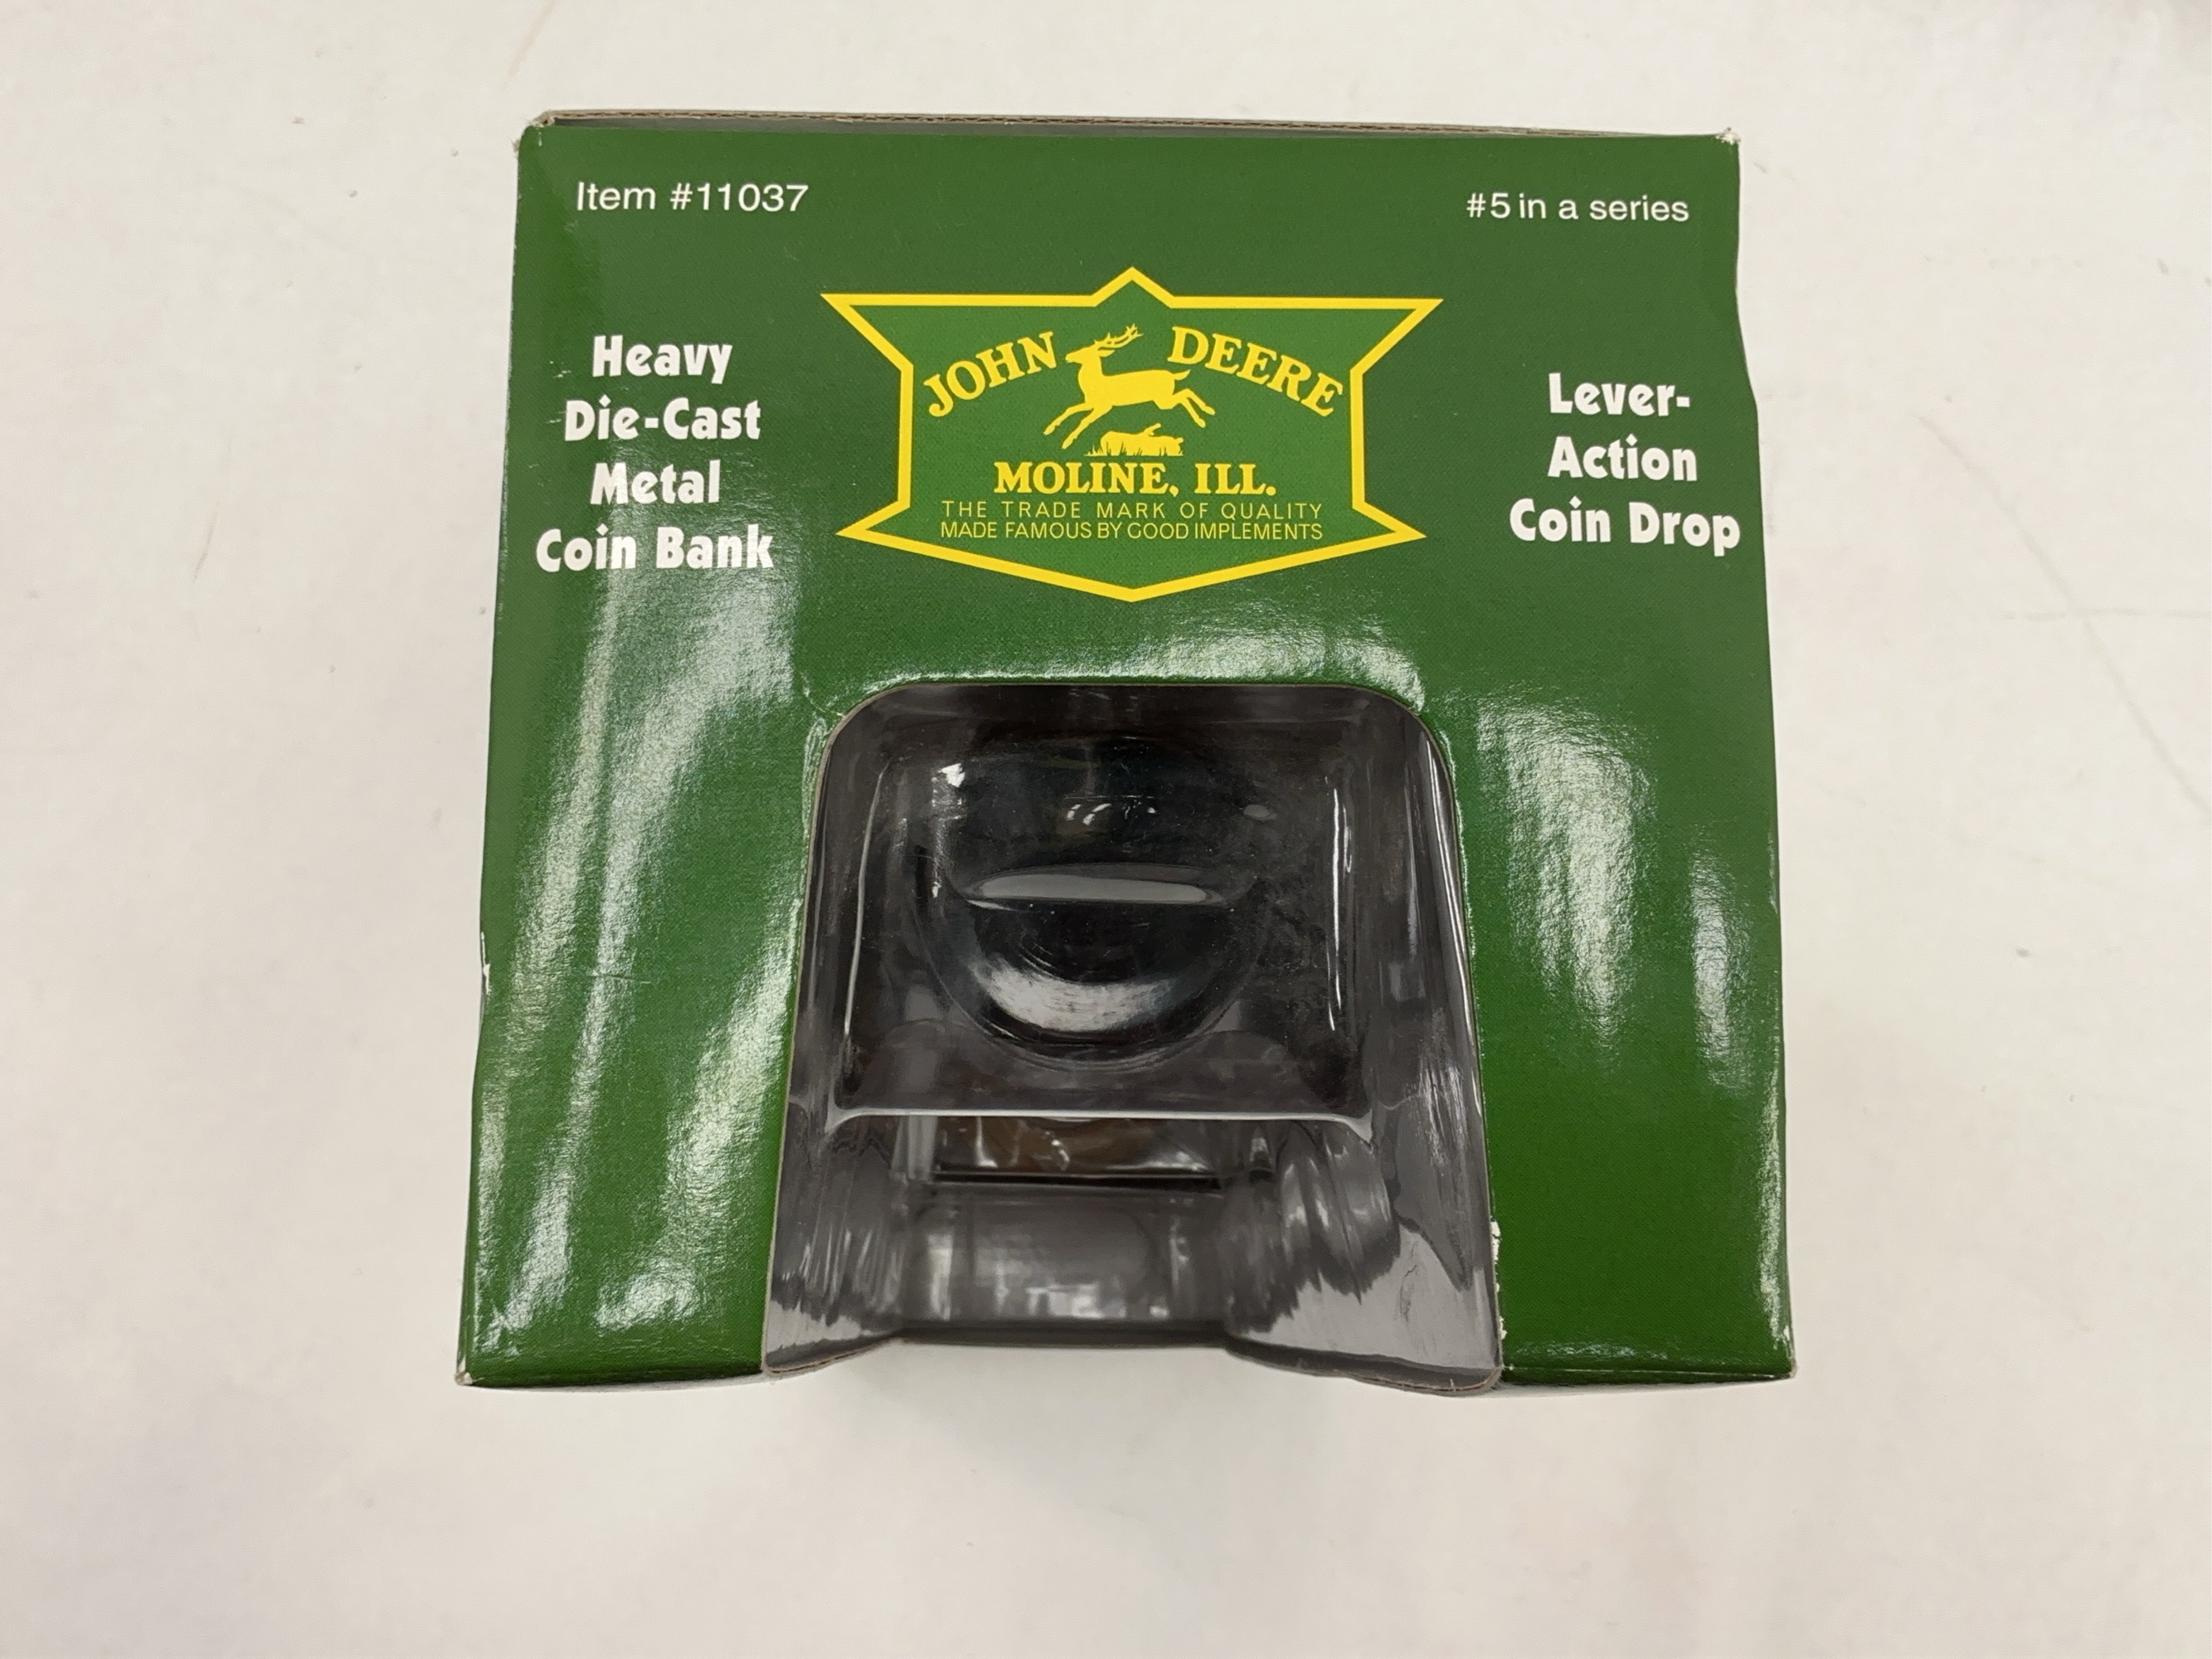 Item #11037
#5 in a series
Heavy
Die-Cast
Metal
Coin Bank
JOHN DEERE
MOLINE, ILL.
THE TRADE MARK OF QUALITY
MADE FAMOUS BY GOOD IMPLEMENTS
Lever-
Action
Coin Drop